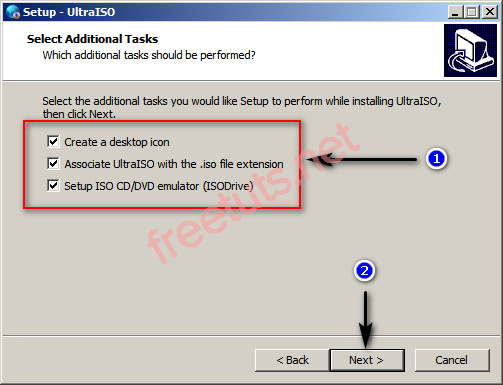 Setup - UltraISO
Select Additional Tasks
Which additional tasks should be performed?
Select the additional tasks you would like Setup to perform while installing UltraISO,
then click Next.
Create a desktop icon
Associate UltraISO with the .iso file extension
Setup ISO CD/DVD emulator (ISODrive)
1
freetuts.net
2
< Back
Next >
Cancel